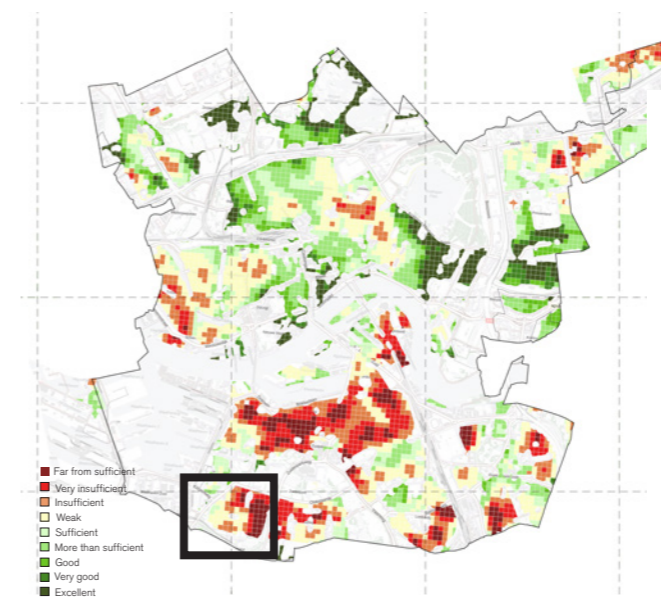 Far from sufficient
Very insufficient
Insufficient
Weak
Sufficient
More than sufficient
Good
Very good
Excellent